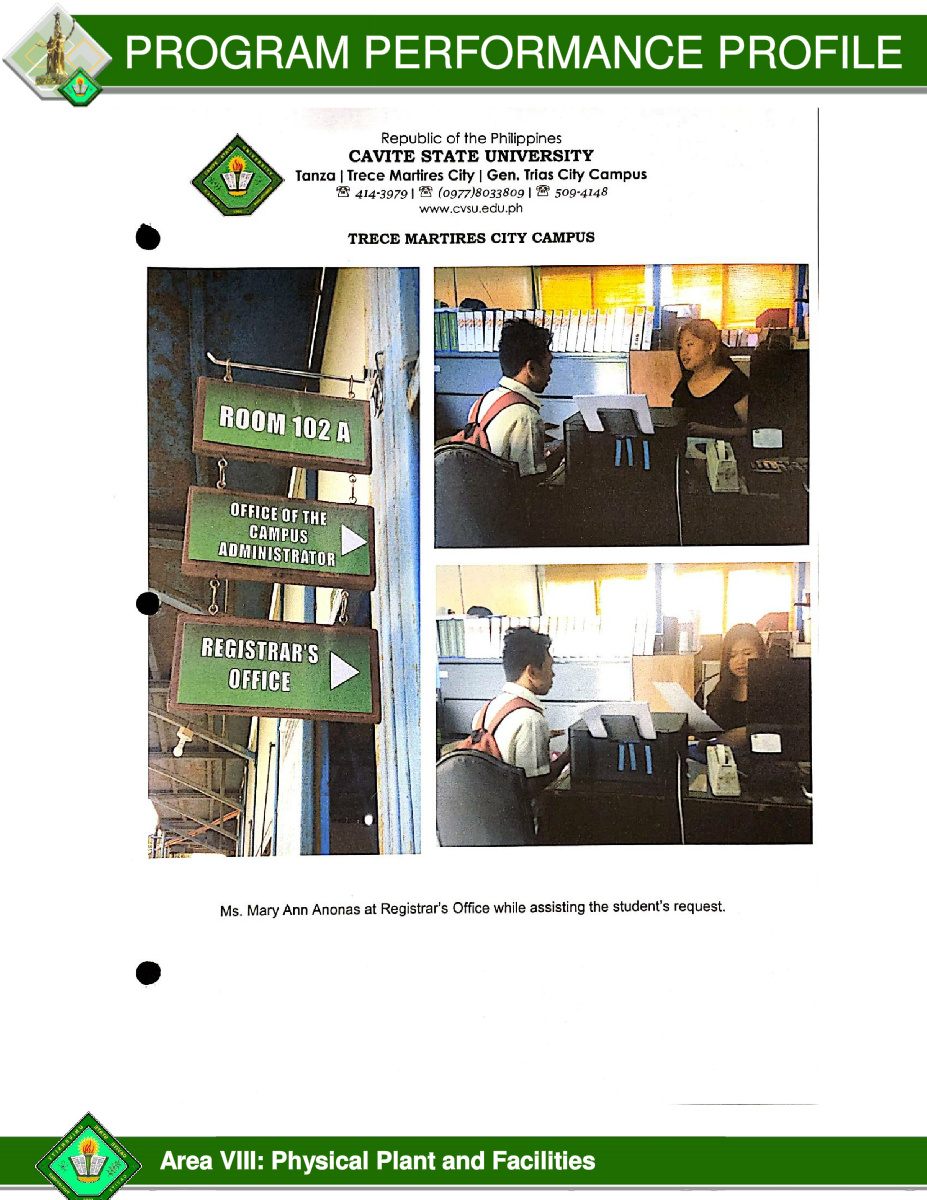 PROGRAM PERFORMANCE PROFILE
Republic of the Philippines
CAVITE STATE UNIVERSITY
Tanza | Trece Martires City | Gen. Trias City Campus
☎ 414-3979 | ☎ (0977)8033809 | ☎ 509-4148
www.cvsu.edu.ph
TRECE MARTIRES CITY CAMPUS
ROOM 102 A
OFFICE OF THE
CAMPUS
ADMINISTRATOR
REGISTRAR'S
OFFICE
Ms. Mary Ann Anonas at Registrar's Office while assisting the student's request.
Area VIII: Physical Plant and Facilities